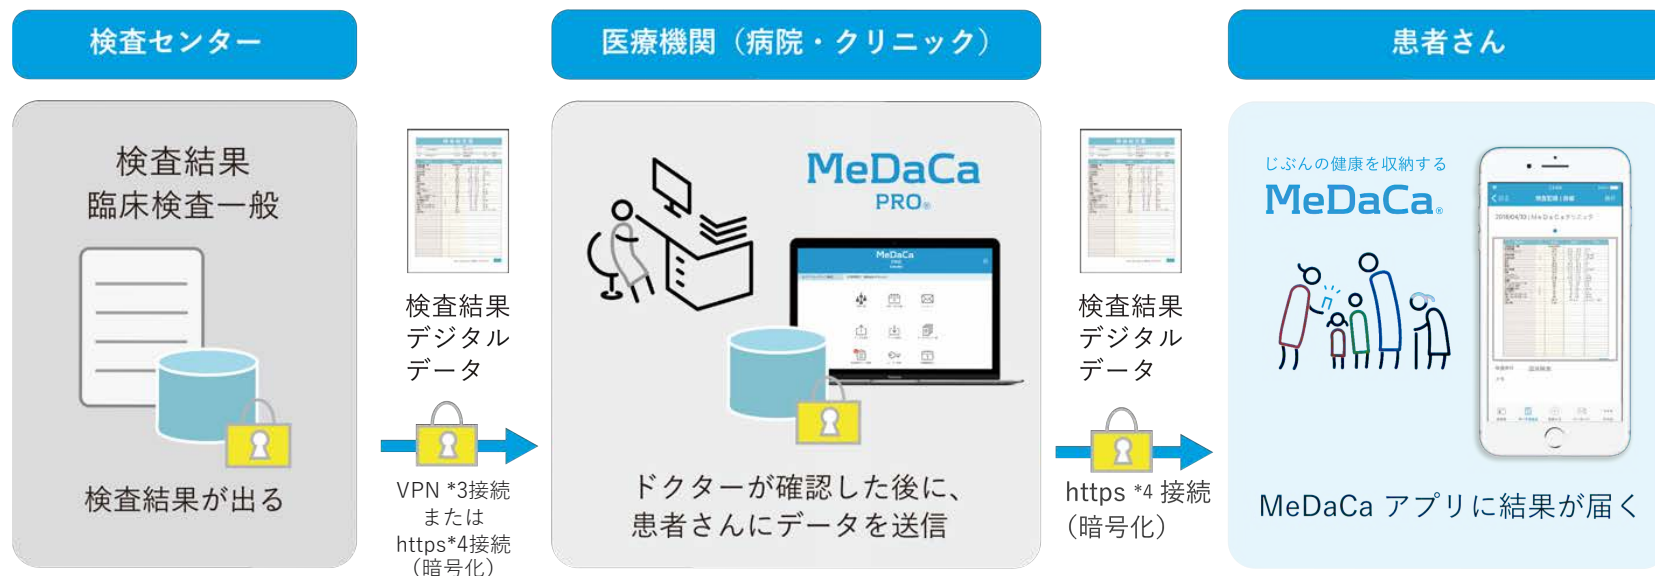 検査センター
医療機関（病院・クリニック）
患者さん
検査結果
臨床検査一般
検査結果が出る
検査結果
デジタル
データ
VPN *3接続
または
https*4接続
（暗号化）
MeDaCa
PRO®
MeDaCa
PRO
ドクターが確認した後に、
患者さんにデータを送信
検査結果
デジタル
データ
https *4 接続
（暗号化）
じぶんの健康を収納する
MeDaCa®
MeDaCa アプリに結果が届く